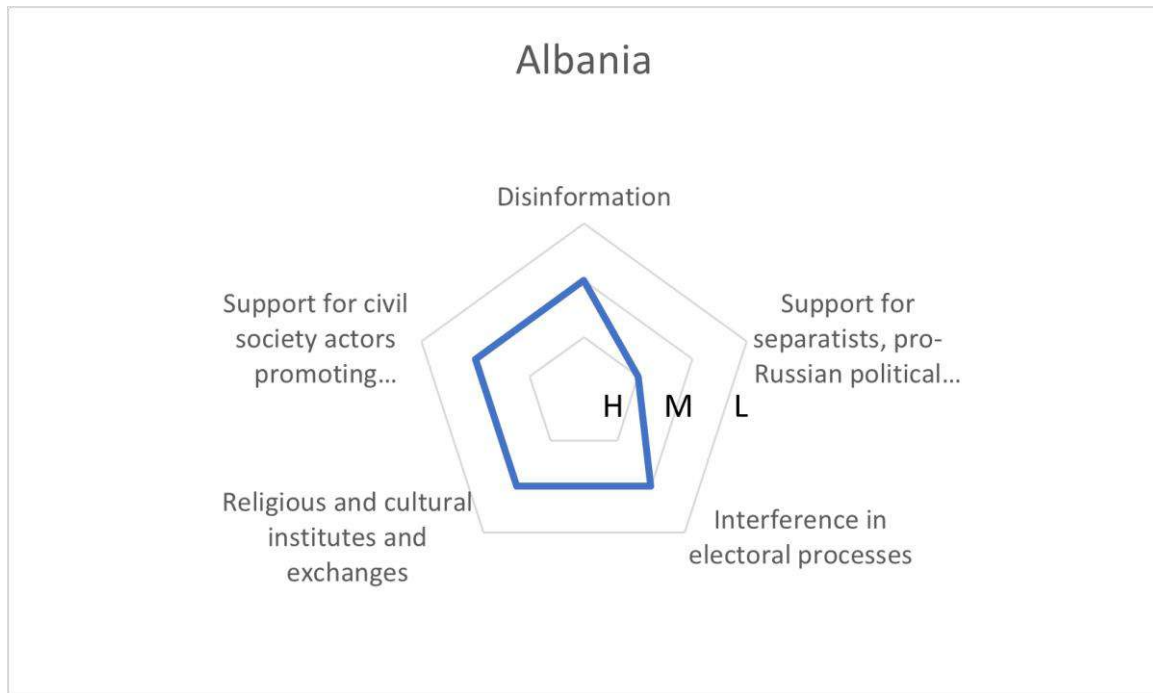 Albania
Disinformation
Support for civil
society actors
promoting...
Support for
separatists, pro-
Russian political...
H M L
Religious and cultural
institutes and
exchanges
Interference in
electoral processes